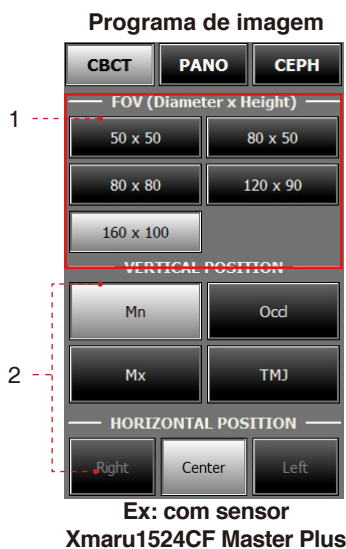 Programa de imagem
CBCT PANO CEPH
FOV (Diameter x Height)
1
50 x 50 80 x 50
80 x 80 120 x 90
160 x 100
VERTICAL POSITION
Mn Occl
2
Mx TMJ
HORIZONTAL POSITION
Right Center Left
Ex: com sensor
Xmaru1524CF Master Plus